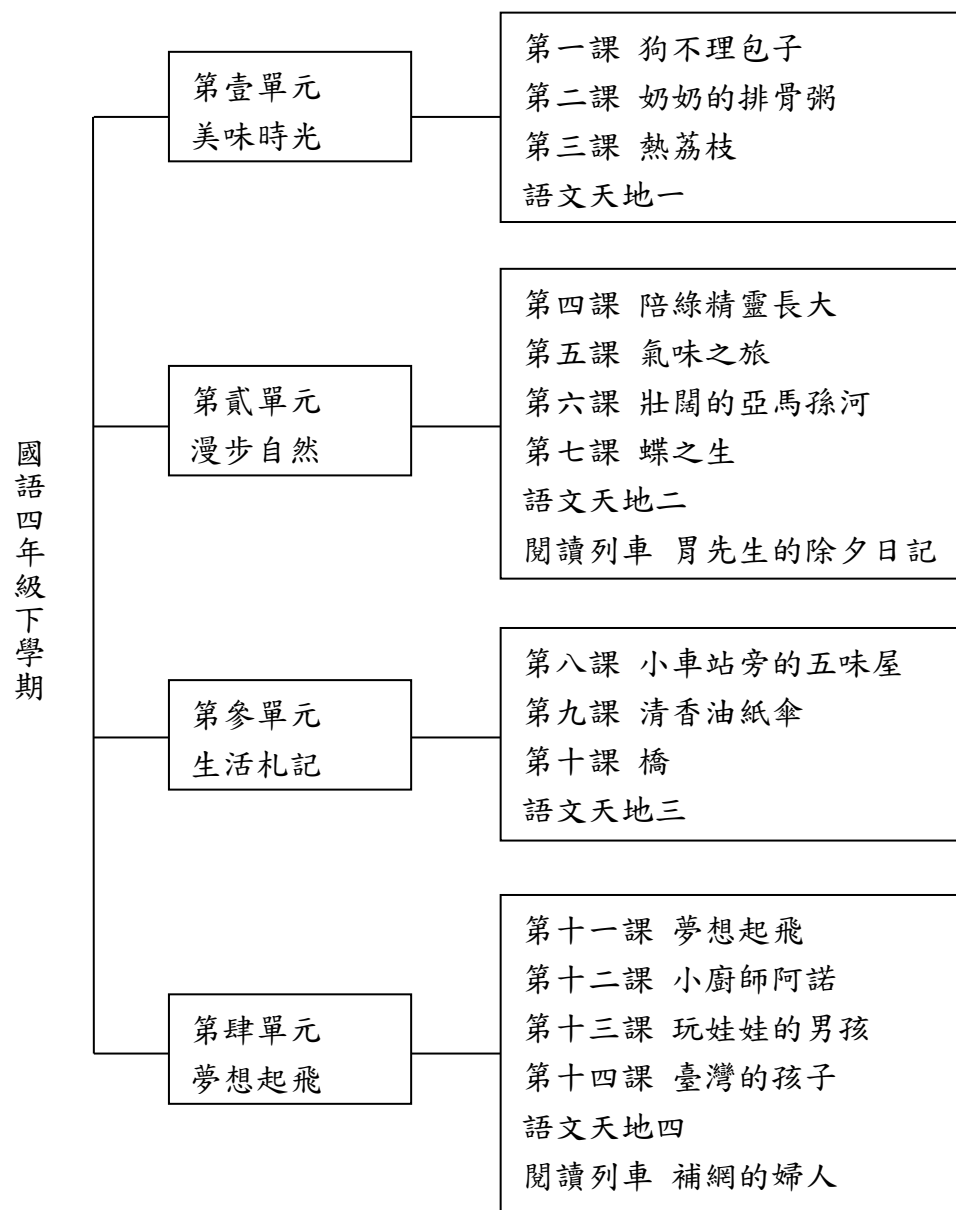 國語四年級下學期
第壹單元
美味時光
第一課 狗不理包子
第二課 奶奶的排骨粥
第三課 熱荔枝
語文天地一
第貳單元
漫步自然
第四課 陪綠精靈長大
第五課 氣味之旅
第六課 壯闊的亞馬孫河
第七課 蝶之生
語文天地二
閱讀列車 胃先生的除夕日記
第參單元
生活札記
第八課 小車站旁的五味屋
第九課 清香油紙傘
第十課 橋
語文天地三
第肆單元
夢想起飛
第十一課 夢想起飛
第十二課 小廚師阿諾
第十三課 玩娃娃的男孩
第十四課 臺灣的孩子
語文天地四
閱讀列車 補網的婦人